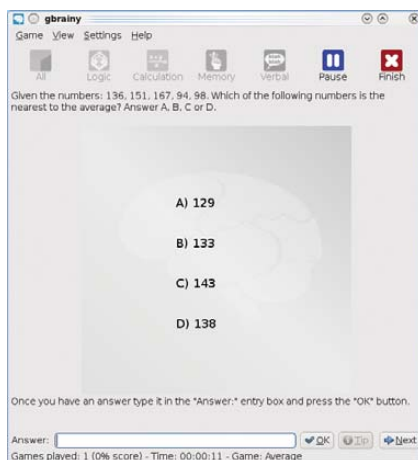 gbrainy
Game View Settings Help
All Logic Calculation Memory Verbal Pause Finish
Given the numbers: 136, 151, 167, 94, 98. Which of the following numbers is the
nearest to the average? Answer A, B, C or D.
A) 129
B) 133
C) 143
D) 138
Once you have an answer type it in the "Answer:" entry box and press the "OK" button.
Answer: OK Tip Next
Games played: 1 (0% score) - Time: 00:00:11 - Game: Average